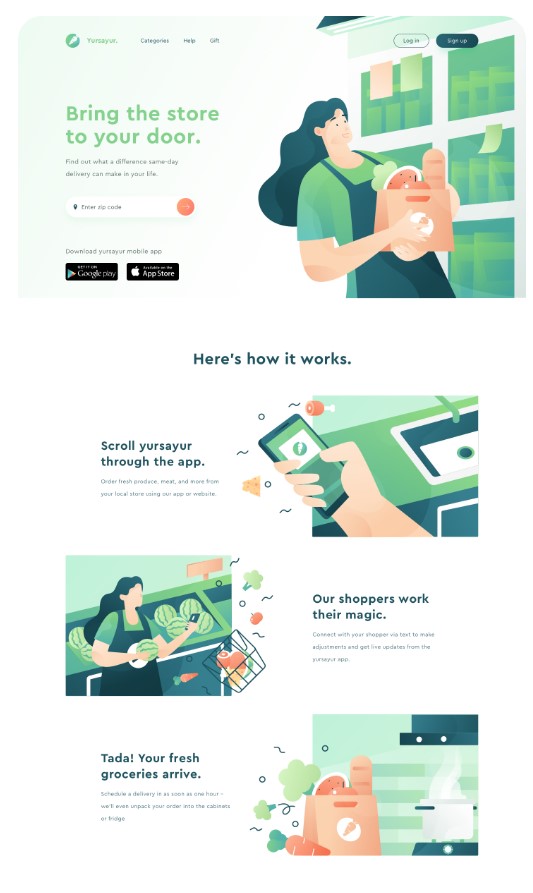 Yursayur.
Categories
Help
Gift
Log in
Sign up
Bring the store
to your door.
Find out what a difference same-day
delivery can make in your life.
Enter zip code
Download yursayur mobile app
GET IT ON
Google play
Available on the
App Store
Here's how it works.
Scroll yursayur
through the app.
Order fresh produce, meat, and more from
your local store using our app or website.
Our shoppers work
their magic.
Connect with your shopper via text to make
adjustments and get live updates from the
yursayur app.
Tada! Your fresh
groceries arrive.
Schedule a delivery in as soon as one hour –
we'll even unpack your order into the cabinets
or fridge.